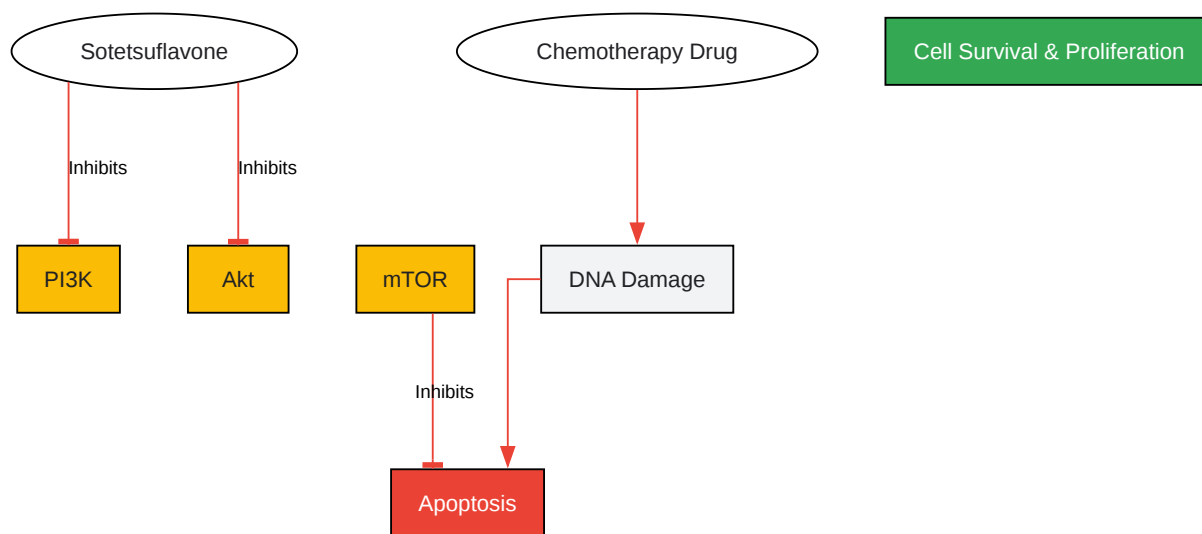 Sotetsuflavone
Chemotherapy Drug
Cell Survival & Proliferation
Inhibits
Inhibits
PI3K
Akt
mTOR
DNA Damage
Inhibits
Apoptosis